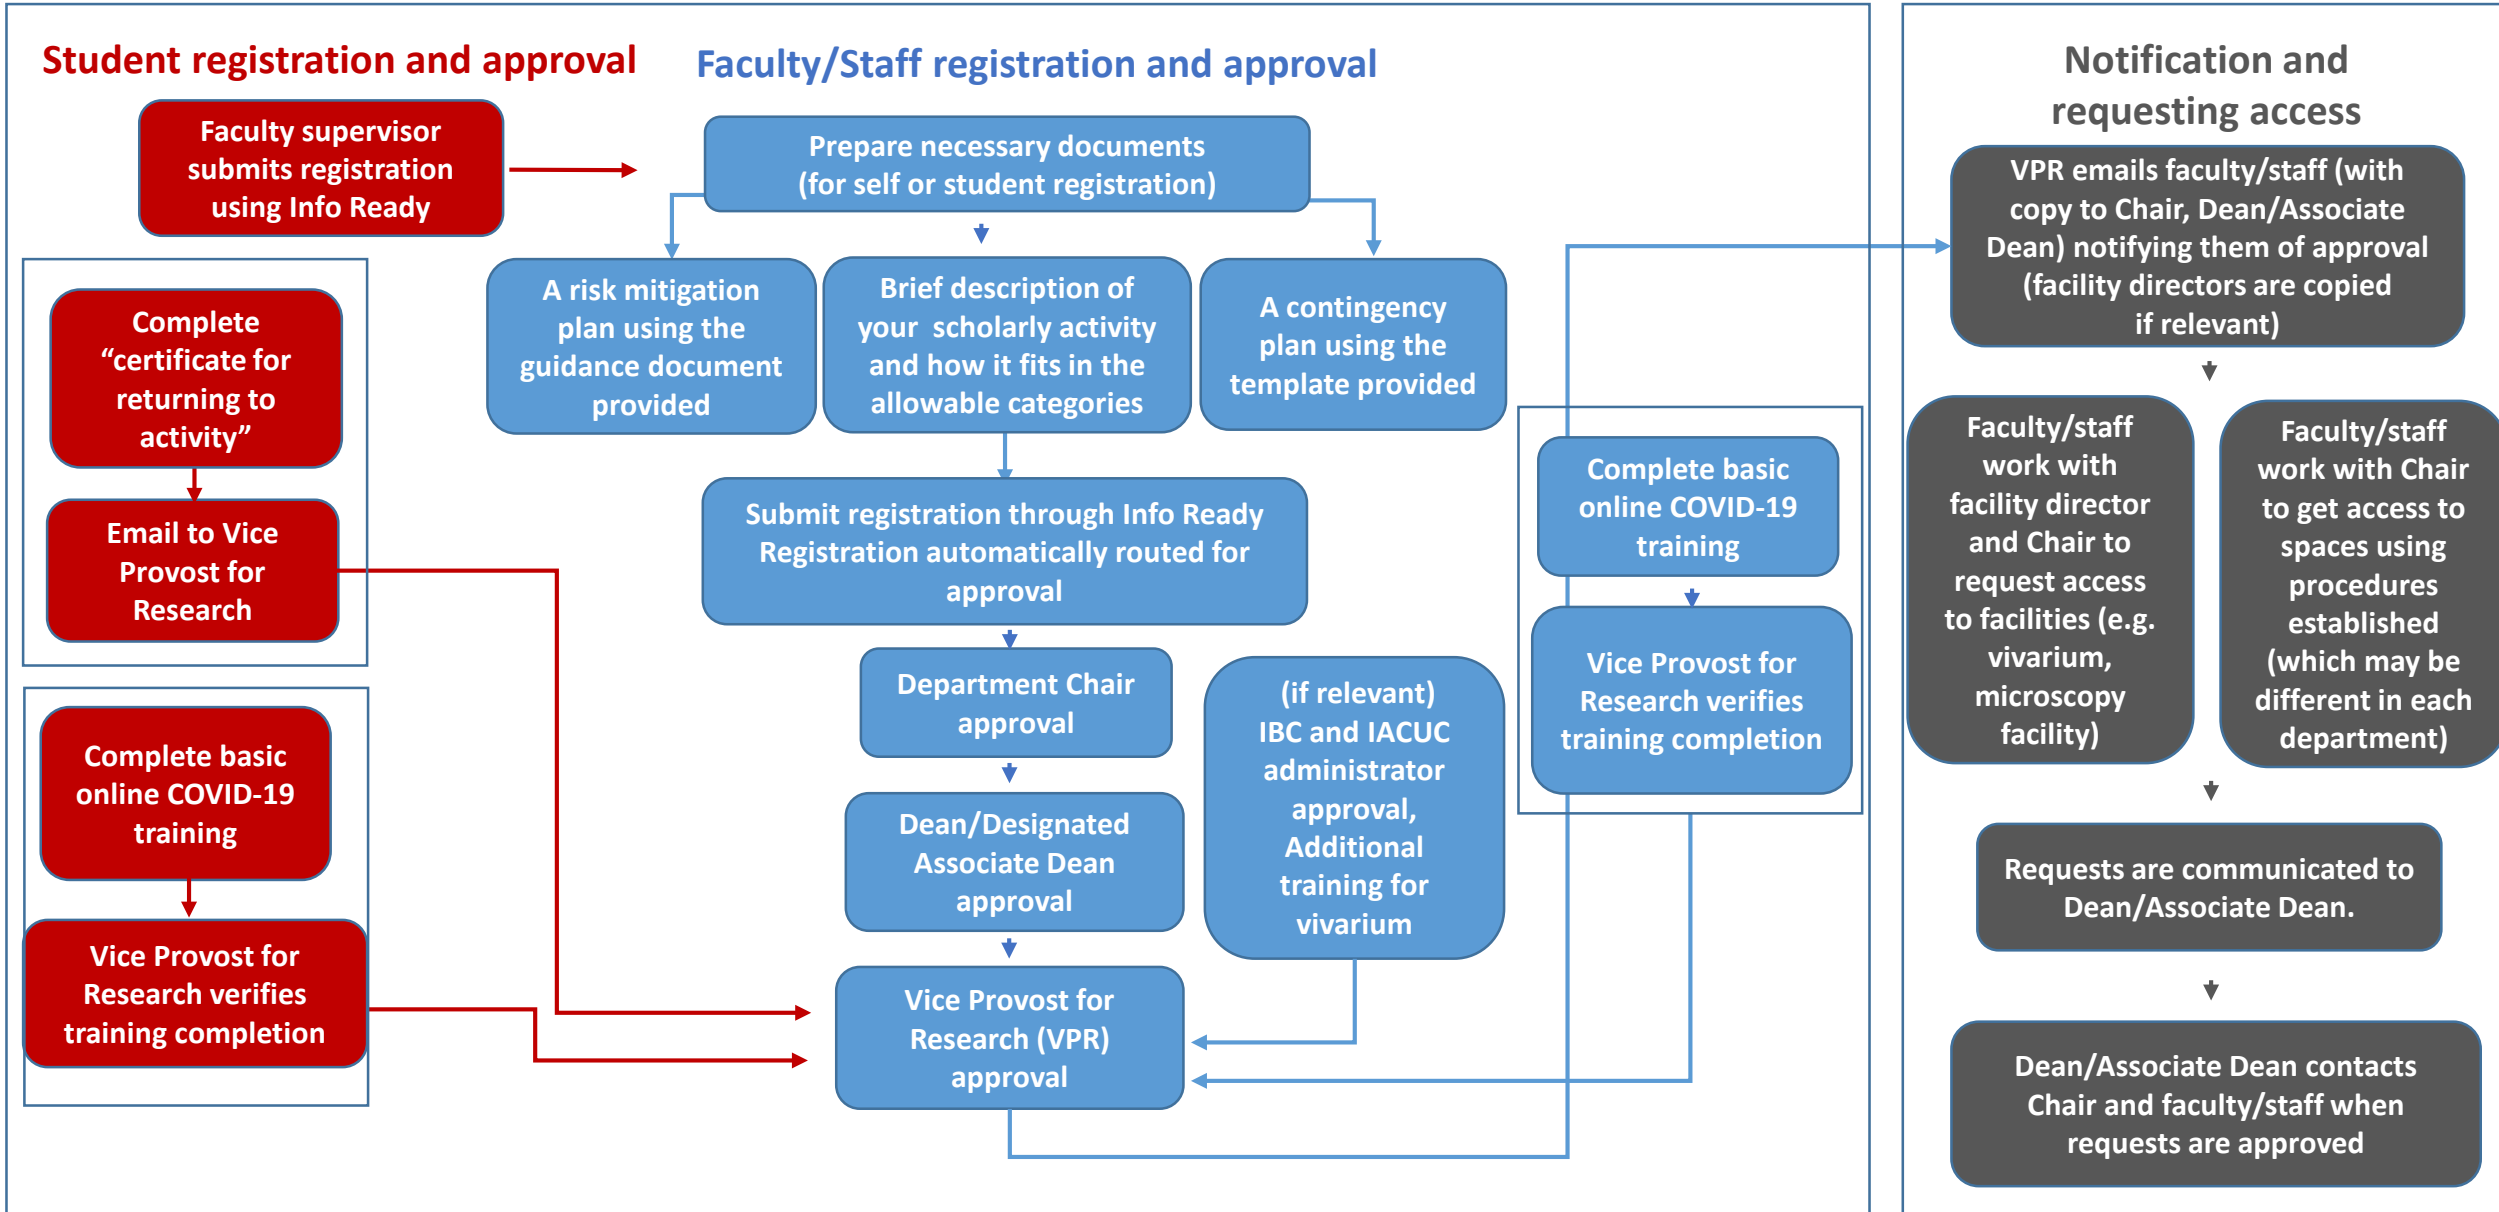 Student registration and approval
Faculty supervisor
submits registration
using Info Ready
Complete
“certificate for
returning to
activity”
Email to Vice
Provost for
Research
Complete basic
online COVID-19
training
Vice Provost for
Research verifies
training completion
Faculty/Staff registration and approval
Prepare necessary documents
(for self or student registration)
A risk mitigation
plan using the
guidance document
provided
Brief description of
your scholarly activity
and how it fits in the
allowable categories
A contingency
plan using the
template provided
Submit registration through Info Ready
Registration automatically routed for
approval
Department Chair
approval
Dean/Designated
Associate Dean
approval
Vice Provost for
Research (VPR)
approval
(if relevant)
IBC and IACUC
administrator
approval,
Additional
training for
vivarium
Complete basic
online COVID-19
training
Vice Provost for
Research verifies
training completion
Notification and
requesting access
VPR emails faculty/staff (with
copy to Chair, Dean/Associate
Dean) notifying them of approval
(facility directors are copied
if relevant)
Faculty/staff
work with
facility director
and Chair to
request access
to facilities (e.g.
vivarium,
microscopy
facility)
Faculty/staff
work with Chair
to get access to
spaces using
procedures
established
(which may be
different in each
department)
Requests are communicated to
Dean/Associate Dean.
Dean/Associate Dean contacts
Chair and faculty/staff when
requests are approved